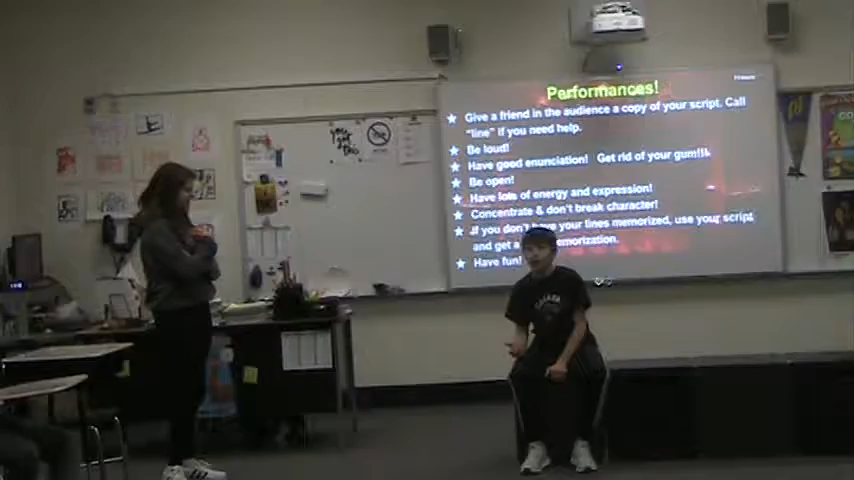 Performances!
Give a friend in the audience a copy of your script. Call
"line" if you need help.
Be loud!
Have good enunciation! Get rid of your gum!!!
Be open!
Have lots of energy and expression!
Concentrate & don't break character!
If you don't have your lines memorized, use your script
and get a memorization.
Have fun!